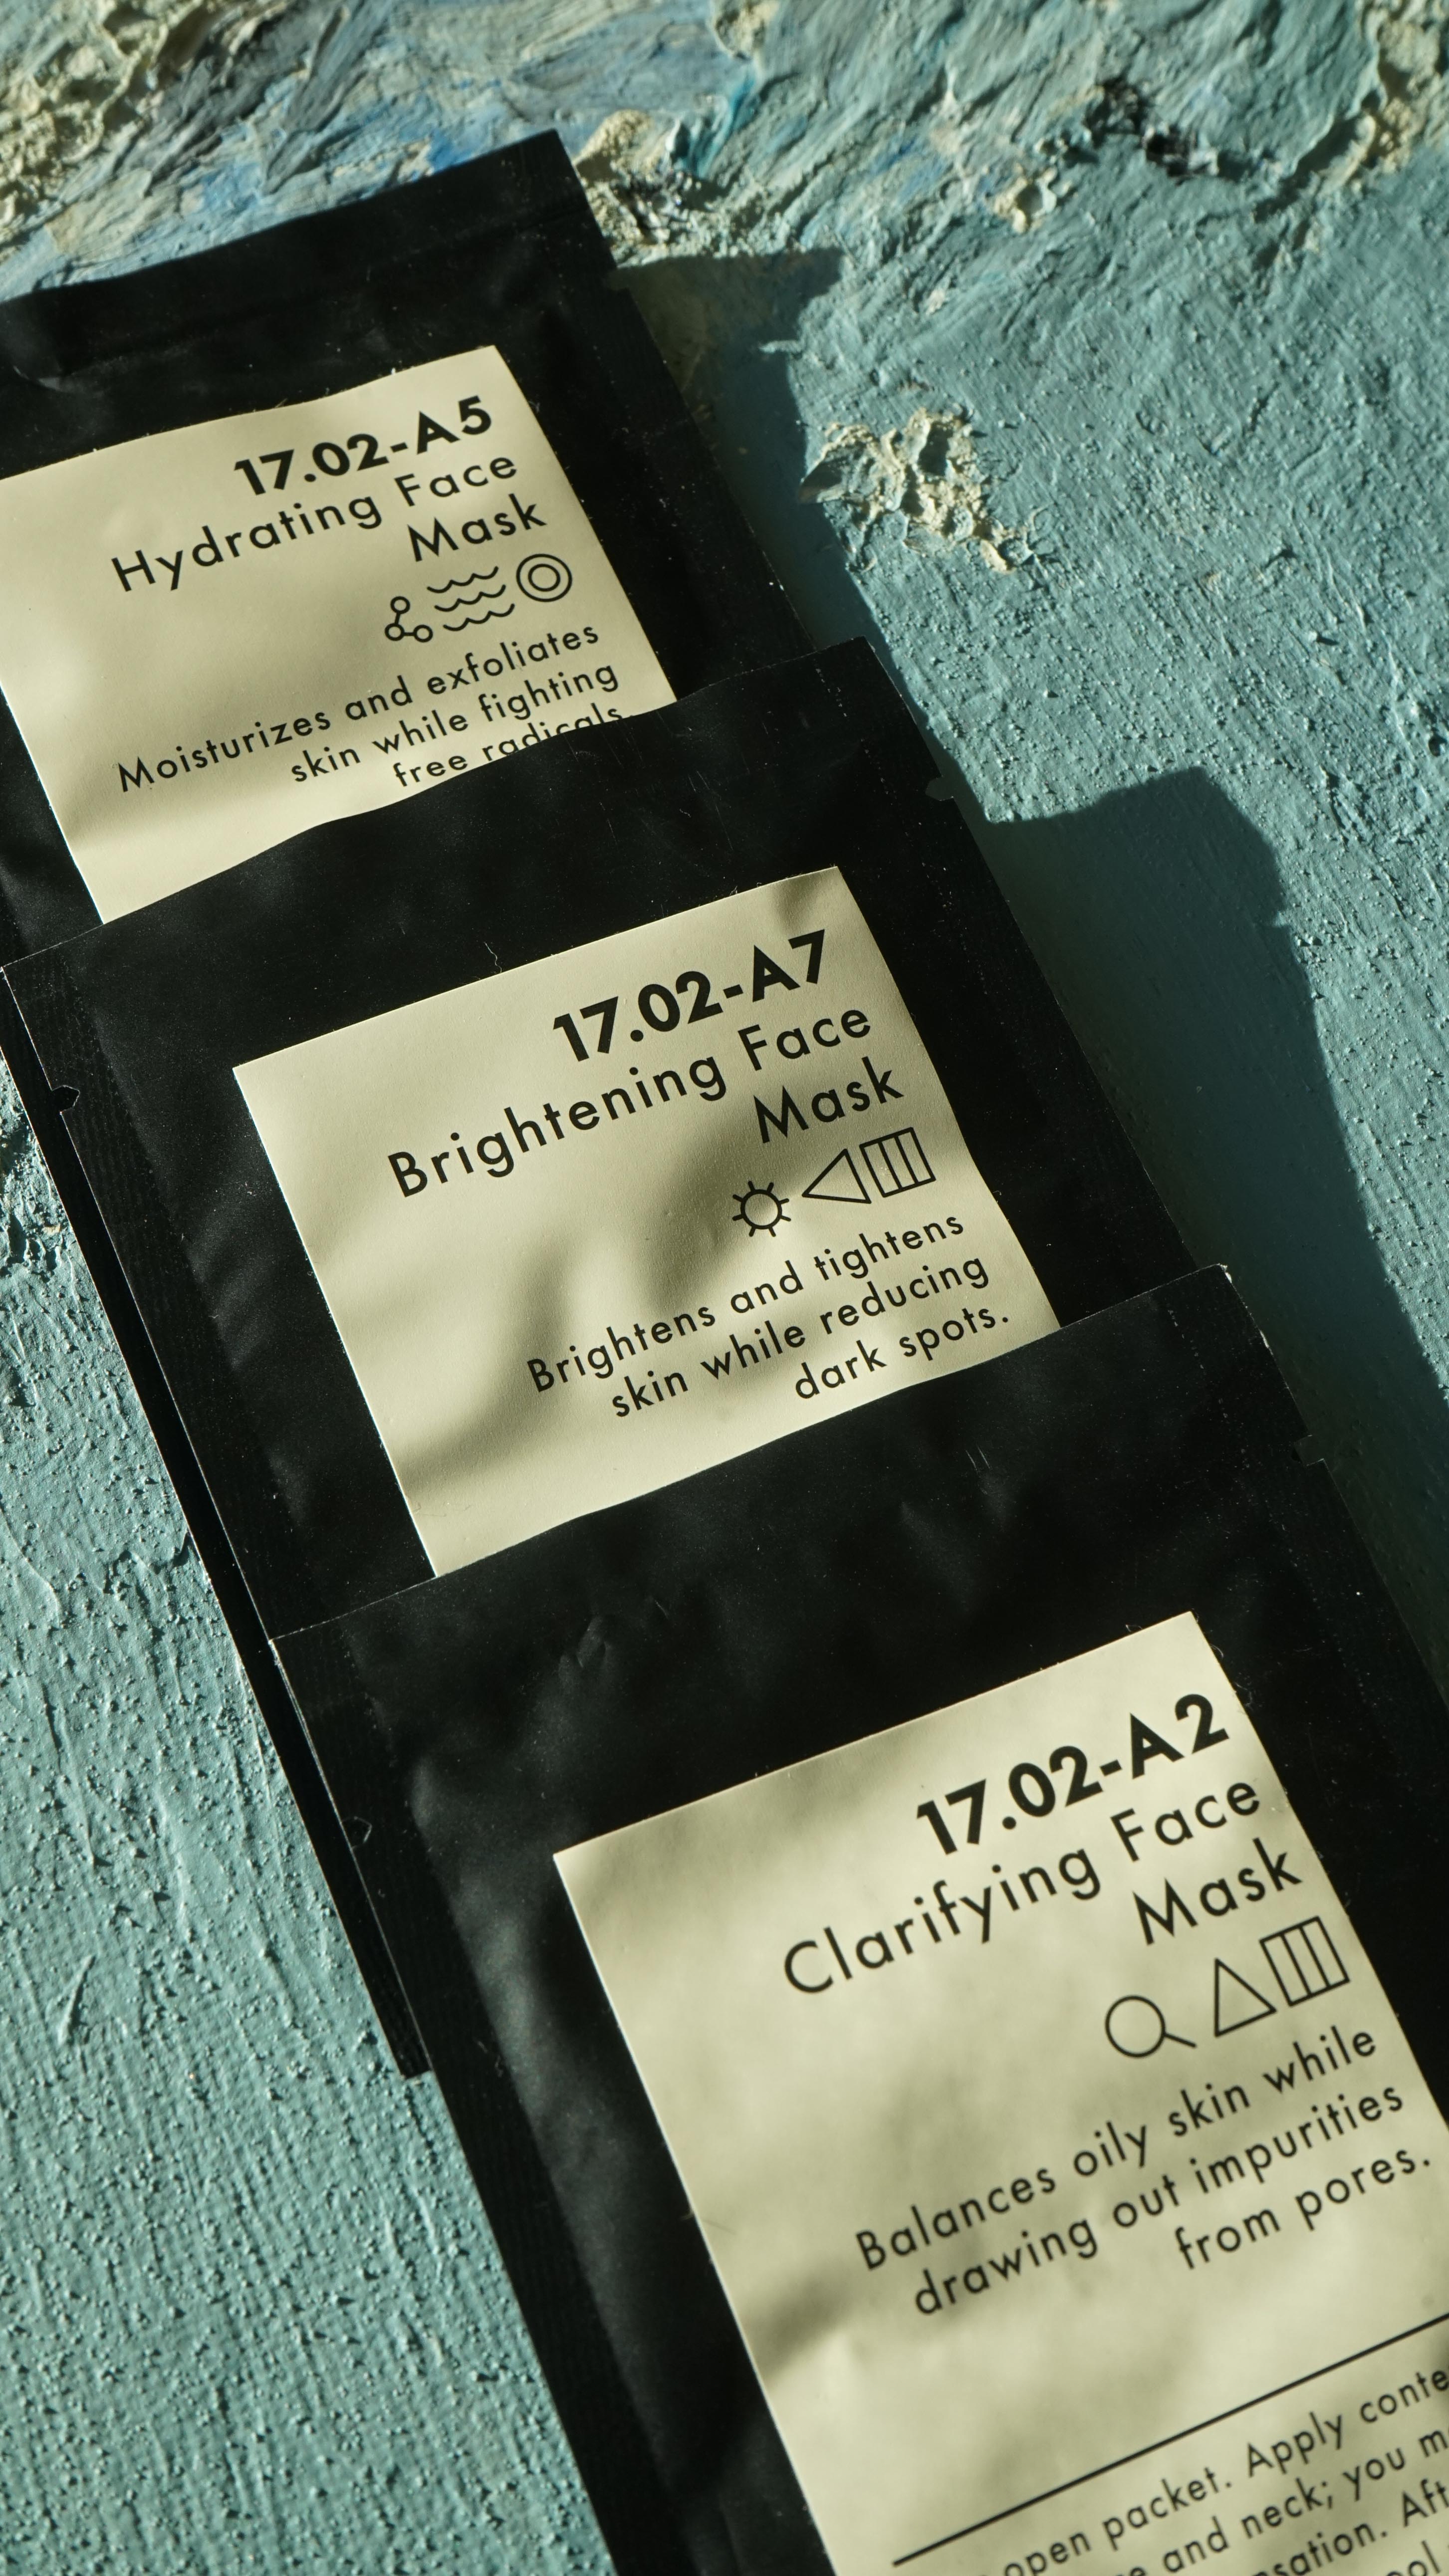 17.02-A5
Hydrating Face
Mask
Moisturizes and exfoliates
skin while fighting
free radicals
17.02-A7
Brightening Face
Mask
Brightens and tightens
skin while reducing
dark spots.
17.02-A2
Clarifying Face
Mask
Balances oily skin while
drawing out impurities
from pores.
open packet. Apply
and neck; you